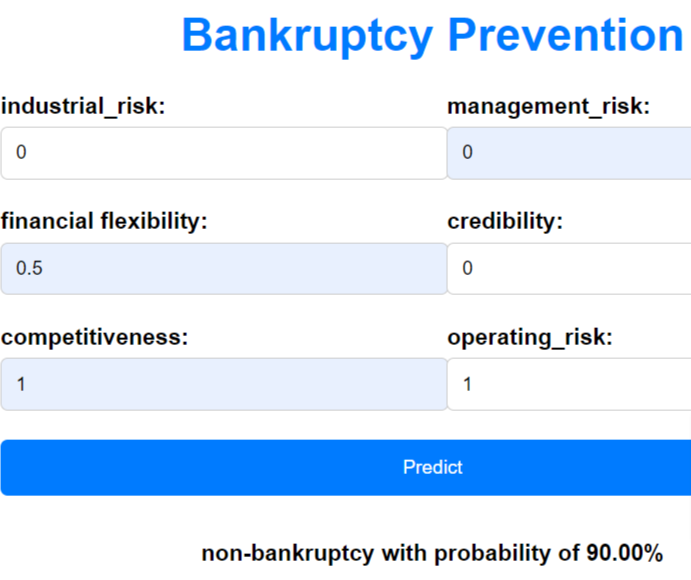 Bankruptcy Prevention
industrial_risk: management_risk:
0 0
financial flexibility: credibility:
0.5 0
competitiveness: operating_risk:
1 1
Predict
non-bankruptcy with probability of 90.00%